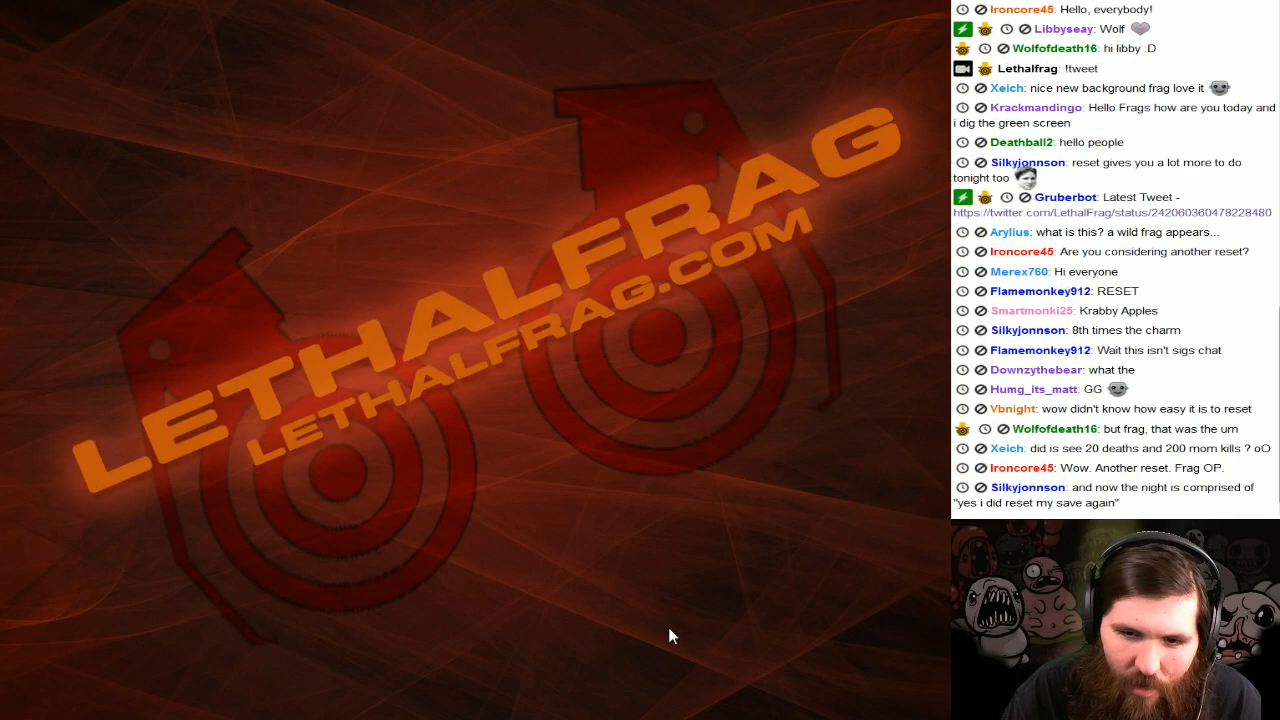 LETHALFRAG
LETHALFRAG.COM
Ironcore45: Hello, everybody!
Libbyseay: Wolf
Wolfofdeath16: hi libby :D
Lethalfrag: !tweet
Xeich: nice new background frag love it
Krackmandingo: Hello Frags how are you today and
i dig the green screen
Deathball2: hello people
Silkyjonnson: reset gives you a lot more to do
tonight too
Gruberbot: Latest Tweet -
https://twitter.com/LethalFrag/status/242060360478228480
Arylius: what is this? a wild frag appears...
Ironcore45: Are you considering another reset?
Merex760: Hi everyone
Flamemonkey912: RESET
Smartmonki25: Krabby Apples
Silkyjonnson: 8th times the charm
Flamemonkey912: Wait this isn't sigs chat
Downzythebear: what the
Humg_its_matt: GG
Vbnight: wow didn't know how easy it is to reset
Wolfofdeath16: but frag, that was the urn
Xeich: did is see 20 deaths and 200 mom kills ? oO
Ironcore45: Wow. Another reset. Frag OP.
Silkyjonnson: and now the night is comprised of
"yes i did reset my save again"